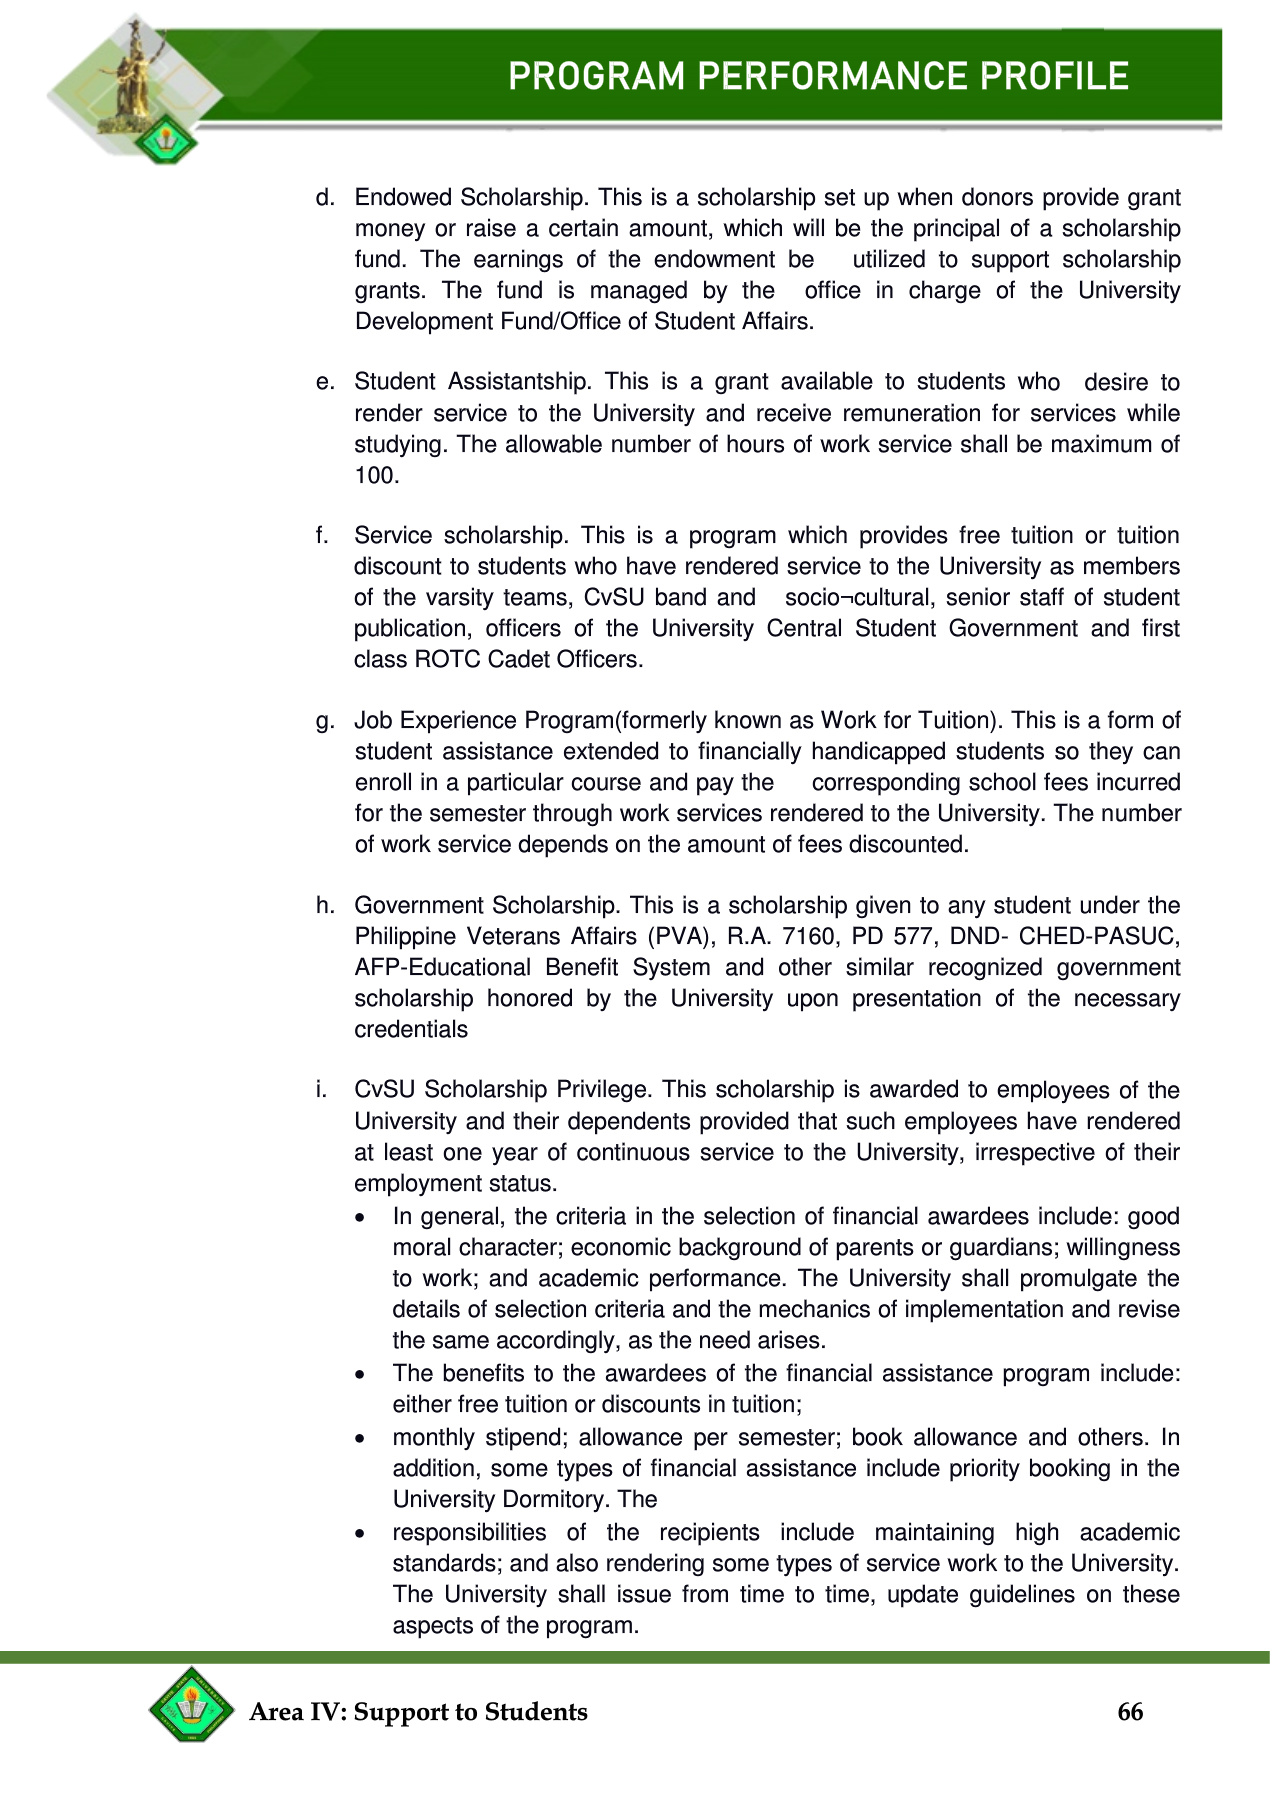 PROGRAM PERFORMANCE PROFILE
d. Endowed Scholarship. This is a scholarship set up when donors provide grant
money or raise a certain amount, which will be the principal of a scholarship
fund. The earnings of the endowment be utilized to support scholarship
grants. The fund is managed by the office in charge of the University
Development Fund/Office of Student Affairs.
e. Student Assistantship. This is a grant available to students who desire to
render service to the University and receive remuneration for services while
studying. The allowable number of hours of work service shall be maximum of
100.
f. Service scholarship. This is a program which provides free tuition or tuition
discount to students who have rendered service to the University as members
of the varsity teams, CvSU band and socio¬cultural, senior staff of student
publication, officers of the University Central Student Government and first
class ROTC Cadet Officers.
g. Job Experience Program(formerly known as Work for Tuition). This is a form of
student assistance extended to financially handicapped students so they can
enroll in a particular course and pay the corresponding school fees incurred
for the semester through work services rendered to the University. The number
of work service depends on the amount of fees discounted.
h. Government Scholarship. This is a scholarship given to any student under the
Philippine Veterans Affairs (PVA), R.A. 7160, PD 577, DND- CHED-PASUC,
AFP-Educational Benefit System and other similar recognized government
scholarship honored by the University upon presentation of the necessary
credentials
i. CvSU Scholarship Privilege. This scholarship is awarded to employees of the
University and their dependents provided that such employees have rendered
at least one year of continuous service to the University, irrespective of their
employment status.
• In general, the criteria in the selection of financial awardees include: good
moral character; economic background of parents or guardians; willingness
to work; and academic performance. The University shall promulgate the
details of selection criteria and the mechanics of implementation and revise
the same accordingly, as the need arises.
• The benefits to the awardees of the financial assistance program include:
either free tuition or discounts in tuition;
• monthly stipend; allowance per semester; book allowance and others. In
addition, some types of financial assistance include priority booking in the
University Dormitory. The
• responsibilities of the recipients include maintaining high academic
standards; and also rendering some types of service work to the University.
The University shall issue from time to time, update guidelines on these
aspects of the program.
Area IV: Support to Students 66